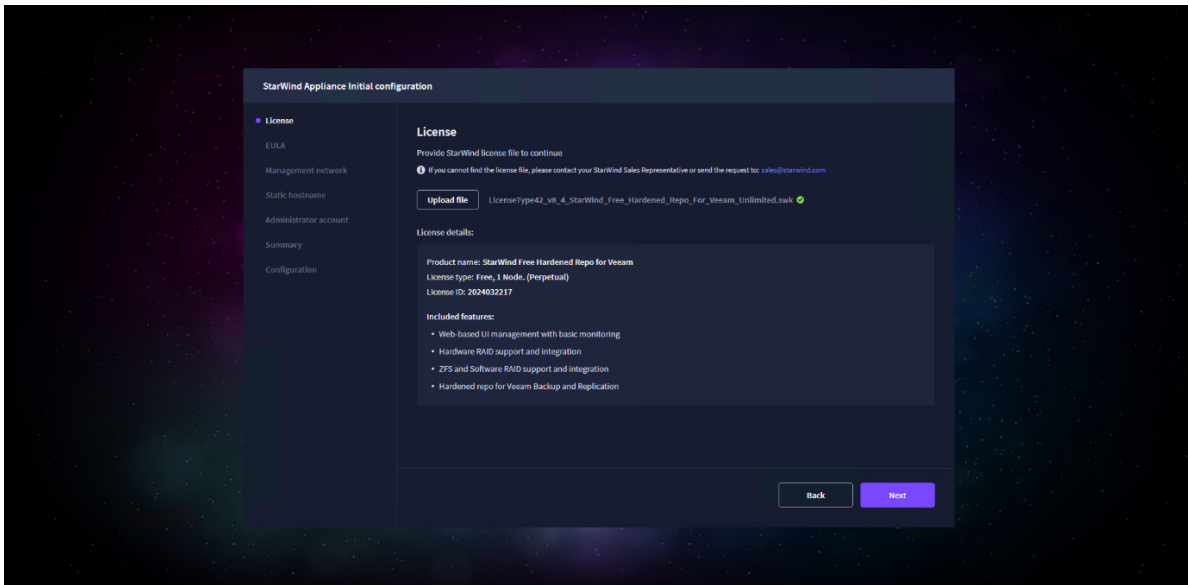 StarWind Appliance Initial configuration
License
EULA
Management network
Static hostname
Administrator account
Summary
Configuration
License
Provide StarWind license file to continue
If you cannot find the license file, please contact your StarWind Sales Representative or send the request to: sales@starwind.com
Upload file LicenseType42_v8_4_StarWind_Free_Hardened_Repo_For_Veeam_Unlimited.swk
License details:
Product name: StarWind Free Hardened Repo for Veeam
License type: Free, 1 Node. (Perpetual)
License ID: 2024032217
Included features:
• Web-based UI management with basic monitoring
• Hardware RAID support and integration
• ZFS and Software RAID support and integration
• Hardened repo for Veeam Backup and Replication
Back Next